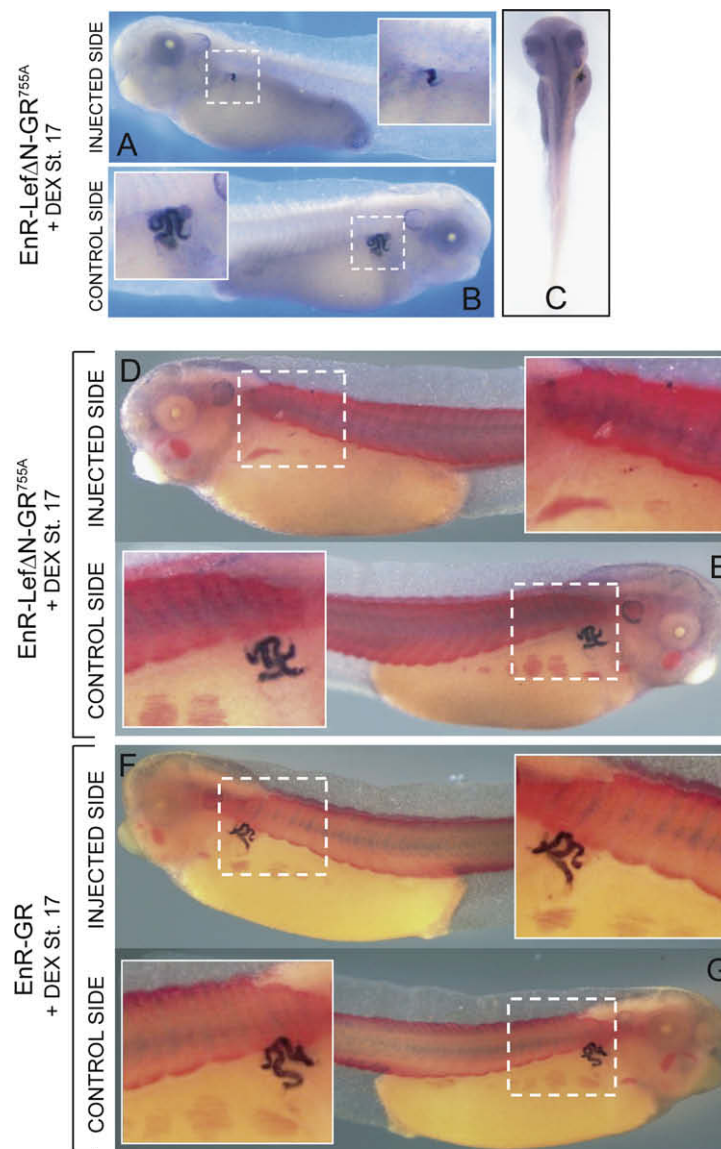 EnR-LefΔN-GR755A
+ DEX St. 17
INJECTED SIDE
CONTROL SIDE
A
B
C
EnR-LefΔN-GR755A
+ DEX St. 17
INJECTED SIDE
CONTROL SIDE
D
E
EnR-GR
+ DEX St. 17
INJECTED SIDE
CONTROL SIDE
F
G